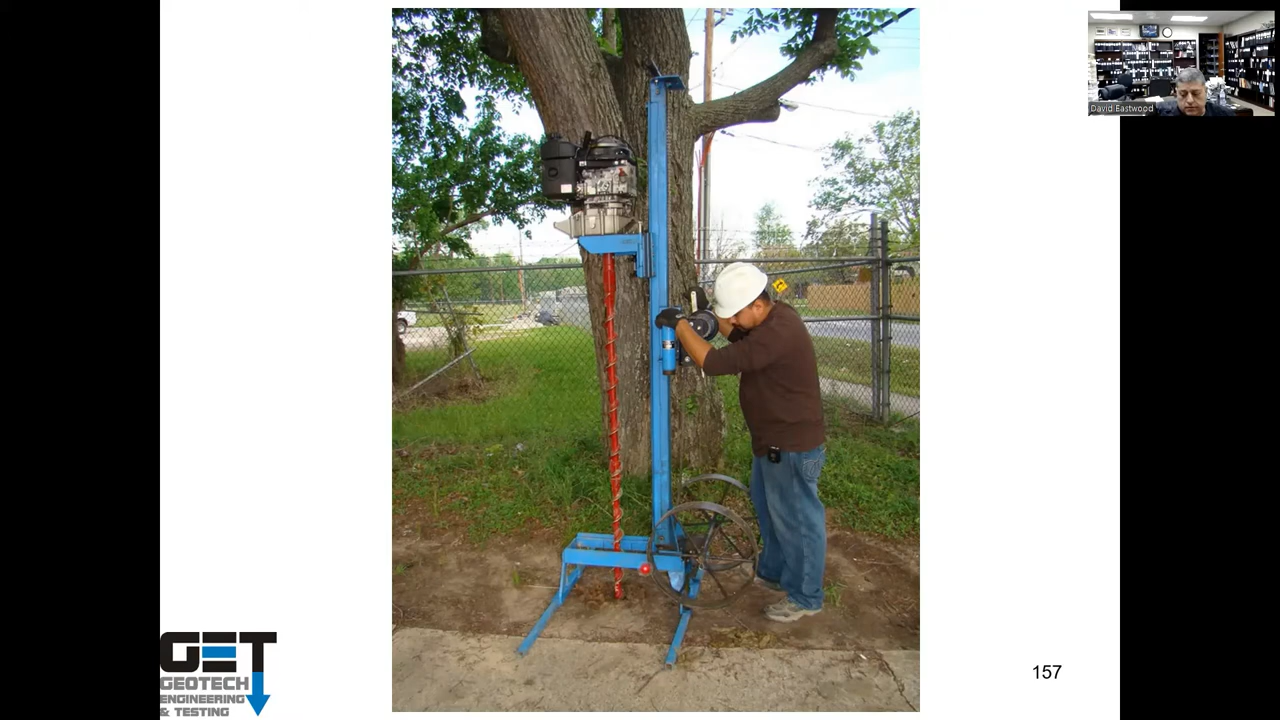 David Eastwood
GET
GEOTECH
ENGINEERING
& TESTING
157